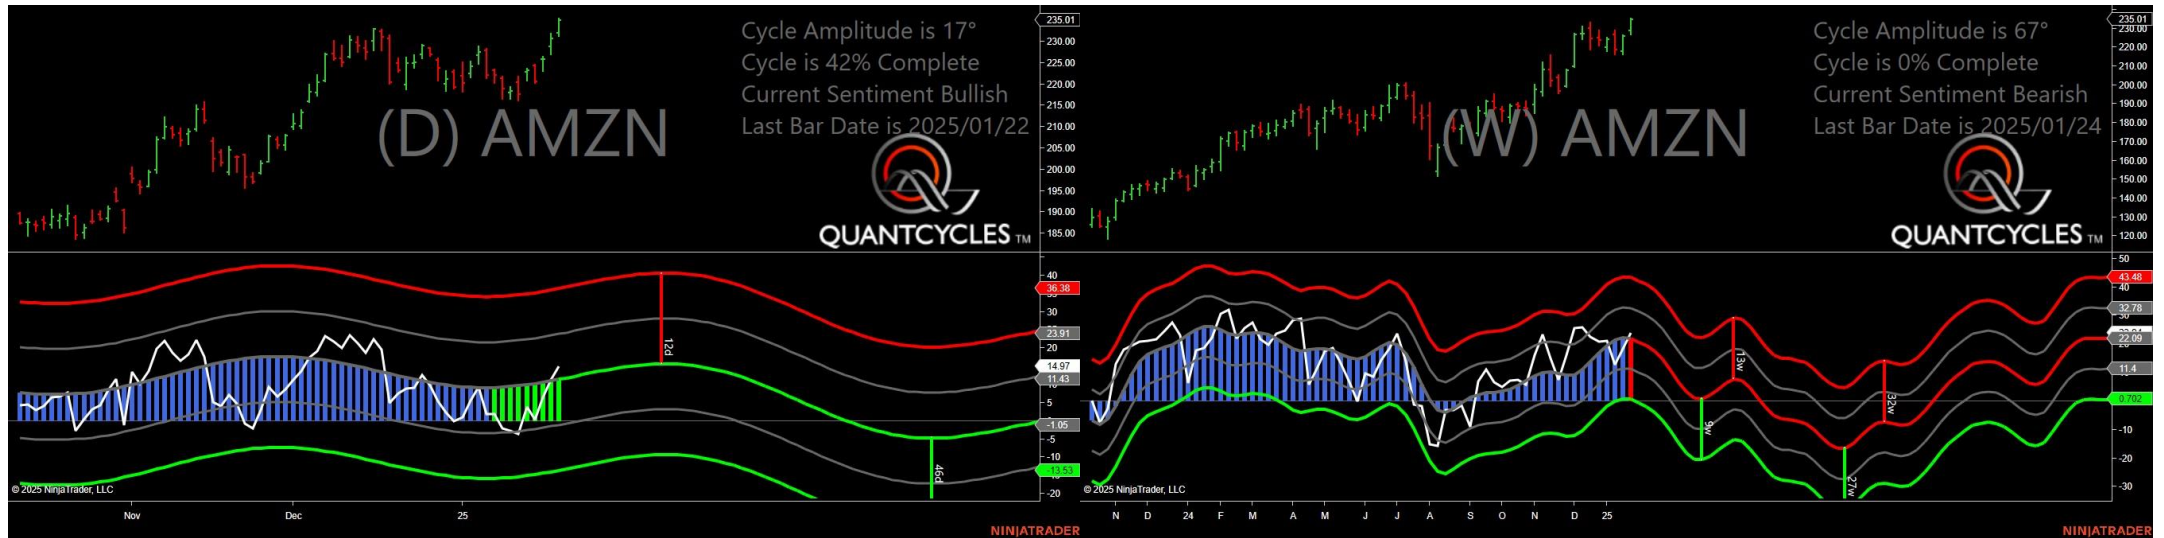 Cycle Amplitude is 17°
Cycle is 42% Complete
Current Sentiment Bullish
Last Bar Date is 2025/01/22
(D) AMZN
QUANTCYCLES TM
235.01
230.00
225.00
220.00
215.00
210.00
205.00
200.00
195.00
190.00
185.00
40
36.38
30
23.91
20
14.97
11.43
5
-1.05
-5
-10
-13.53
-20
12d
46d
© 2025 NinjaTrader, LLC
Nov
Dec
25
NINJATRADER
Cycle Amplitude is 67°
Cycle is 0% Complete
Current Sentiment Bearish
Last Bar Date is 2025/01/24
(W) AMZN
QUANTCYCLES TM
235.01
220.00
210.00
200.00
190.00
180.00
170.00
160.00
150.00
140.00
130.00
120.00
50
43.48
40
32.78
30
22.09
11.4
0.702
-10
-20
-30
13w
9w
32w
27w
© 2025 NinjaTrader, LLC
N D 24 F M A M J J A S O N D 25
NINJATRADER